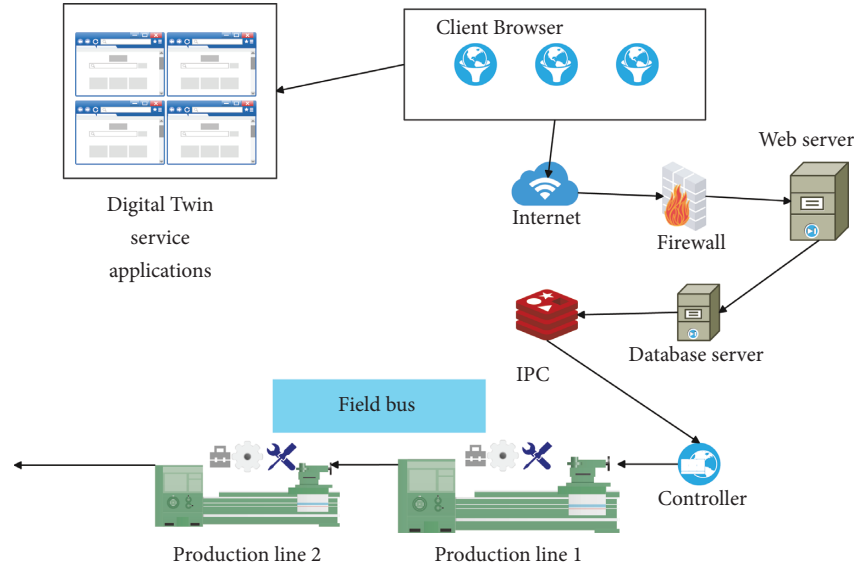 Client Browser
Web server
Digital Twin
service
applications
Internet
Firewall
Database server
IPC
Field bus
Controller
Production line 2
Production line 1